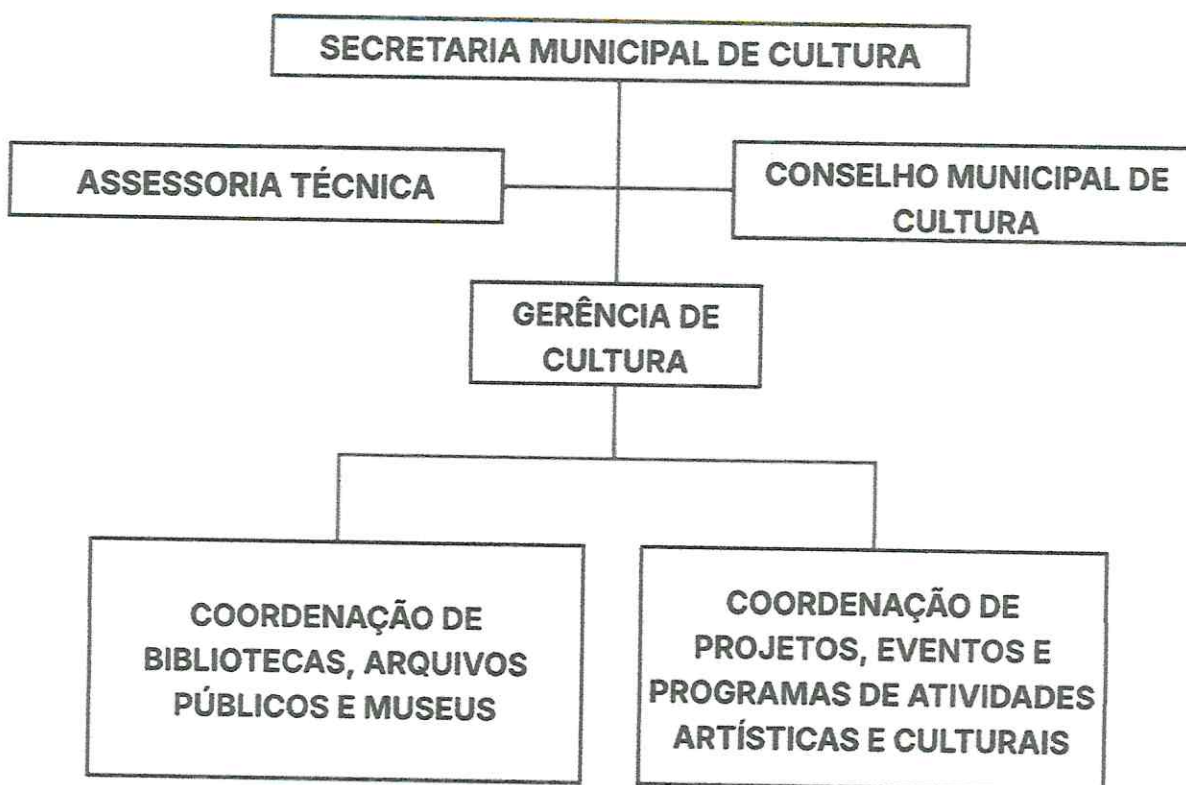 SECRETARIA MUNICIPAL DE CULTURA
ASSESSORIA TÉCNICA
CONSELHO MUNICIPAL DE
CULTURA
GERÊNCIA DE
CULTURA
COORDENAÇÃO DE
BIBLIOTECAS, ARQUIVOS
PÚBLICOS E MUSEUS
COORDENAÇÃO DE
PROJETOS, EVENTOS E
PROGRAMAS DE ATIVIDADES
ARTÍSTICAS E CULTURAIS